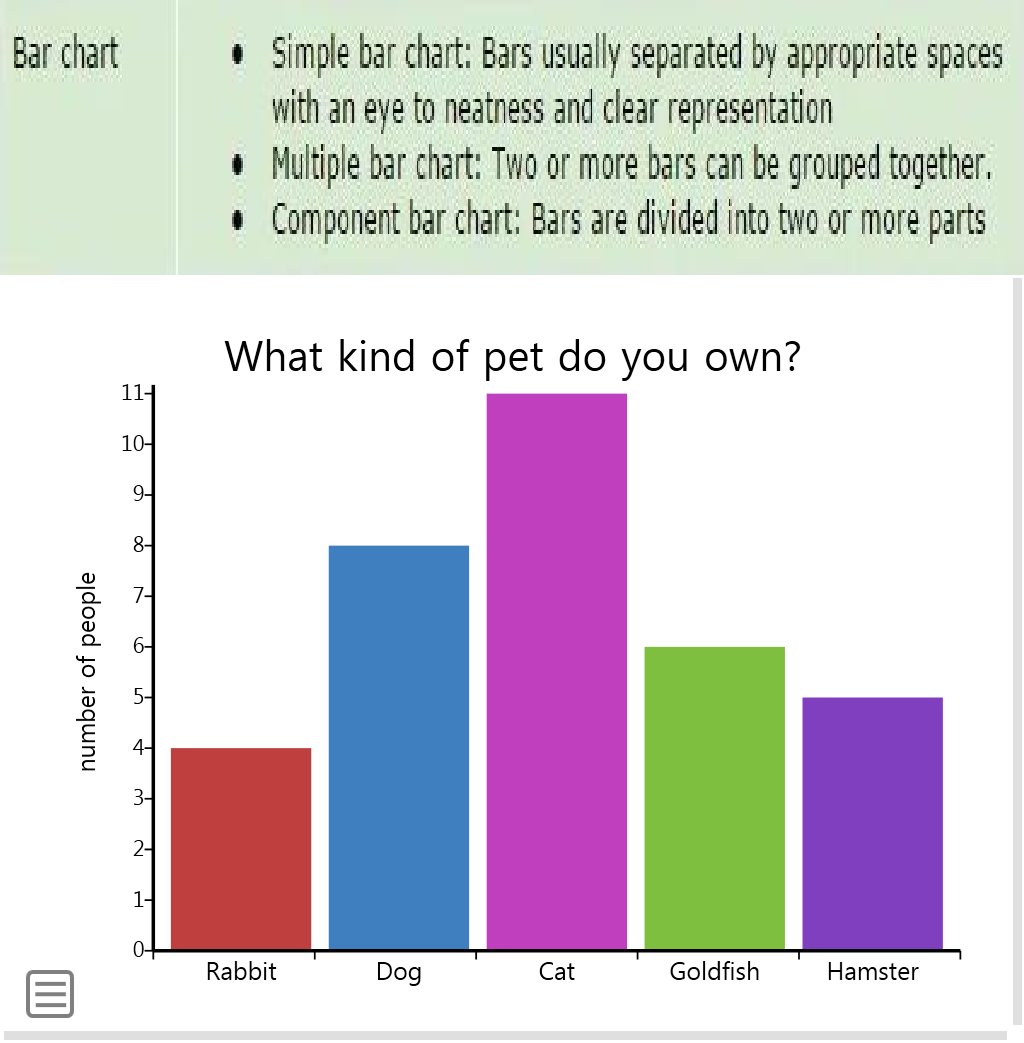 Bar chart
• Simple bar chart: Bars usually separated by appropriate spaces
with an eye to neatness and clear representation
• Multiple bar chart: Two or more bars can be grouped together.
• Component bar chart: Bars are divided into two or more parts
What kind of pet do you own?
number of people
11
10
9
8
7
6
5
4
3
2
1
0
Rabbit Dog Cat Goldfish Hamster